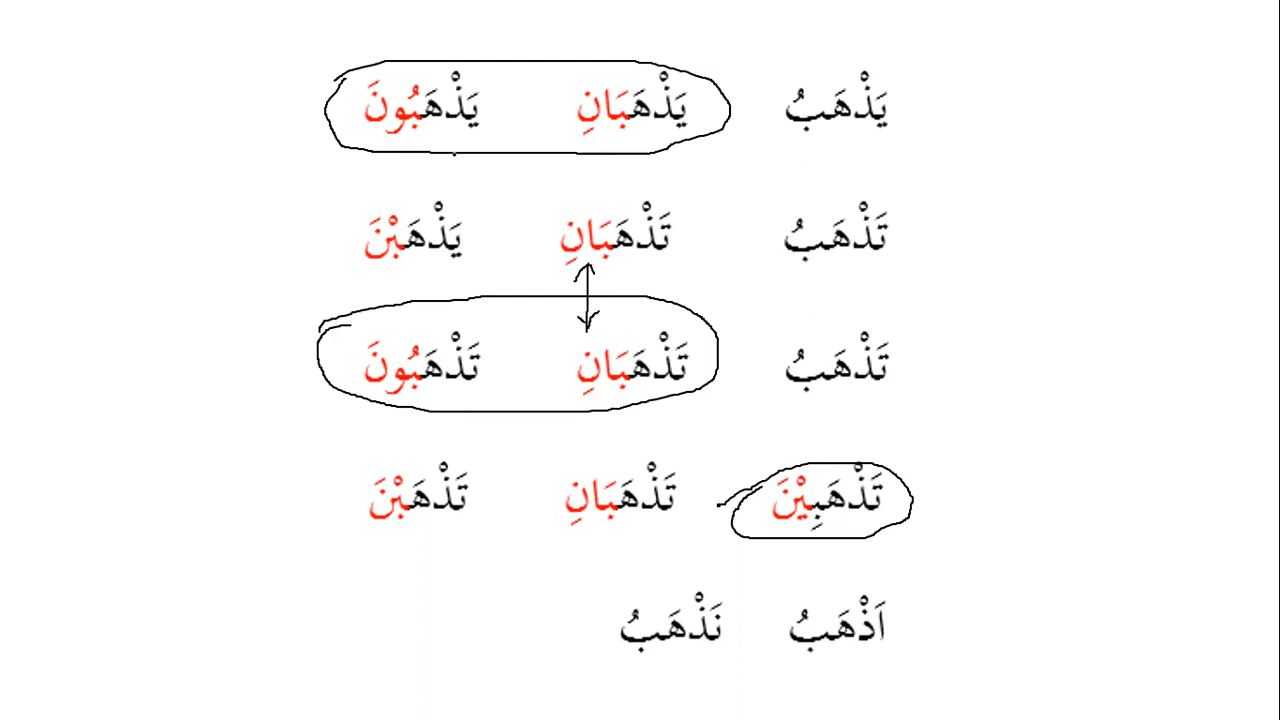 يَذْهَبُ يَذْهَبَانِ يَذْهَبُونَ
تَذْهَبُ تَذْهَبَانِ يَذْهَبْنَ
تَذْهَبُ تَذْهَبَانِ تَذْهَبُونَ
تَذْهَبِيْنَ تَذْهَبَانِ تَذْهَبْنَ
اَذْهَبُ نَذْهَبُ